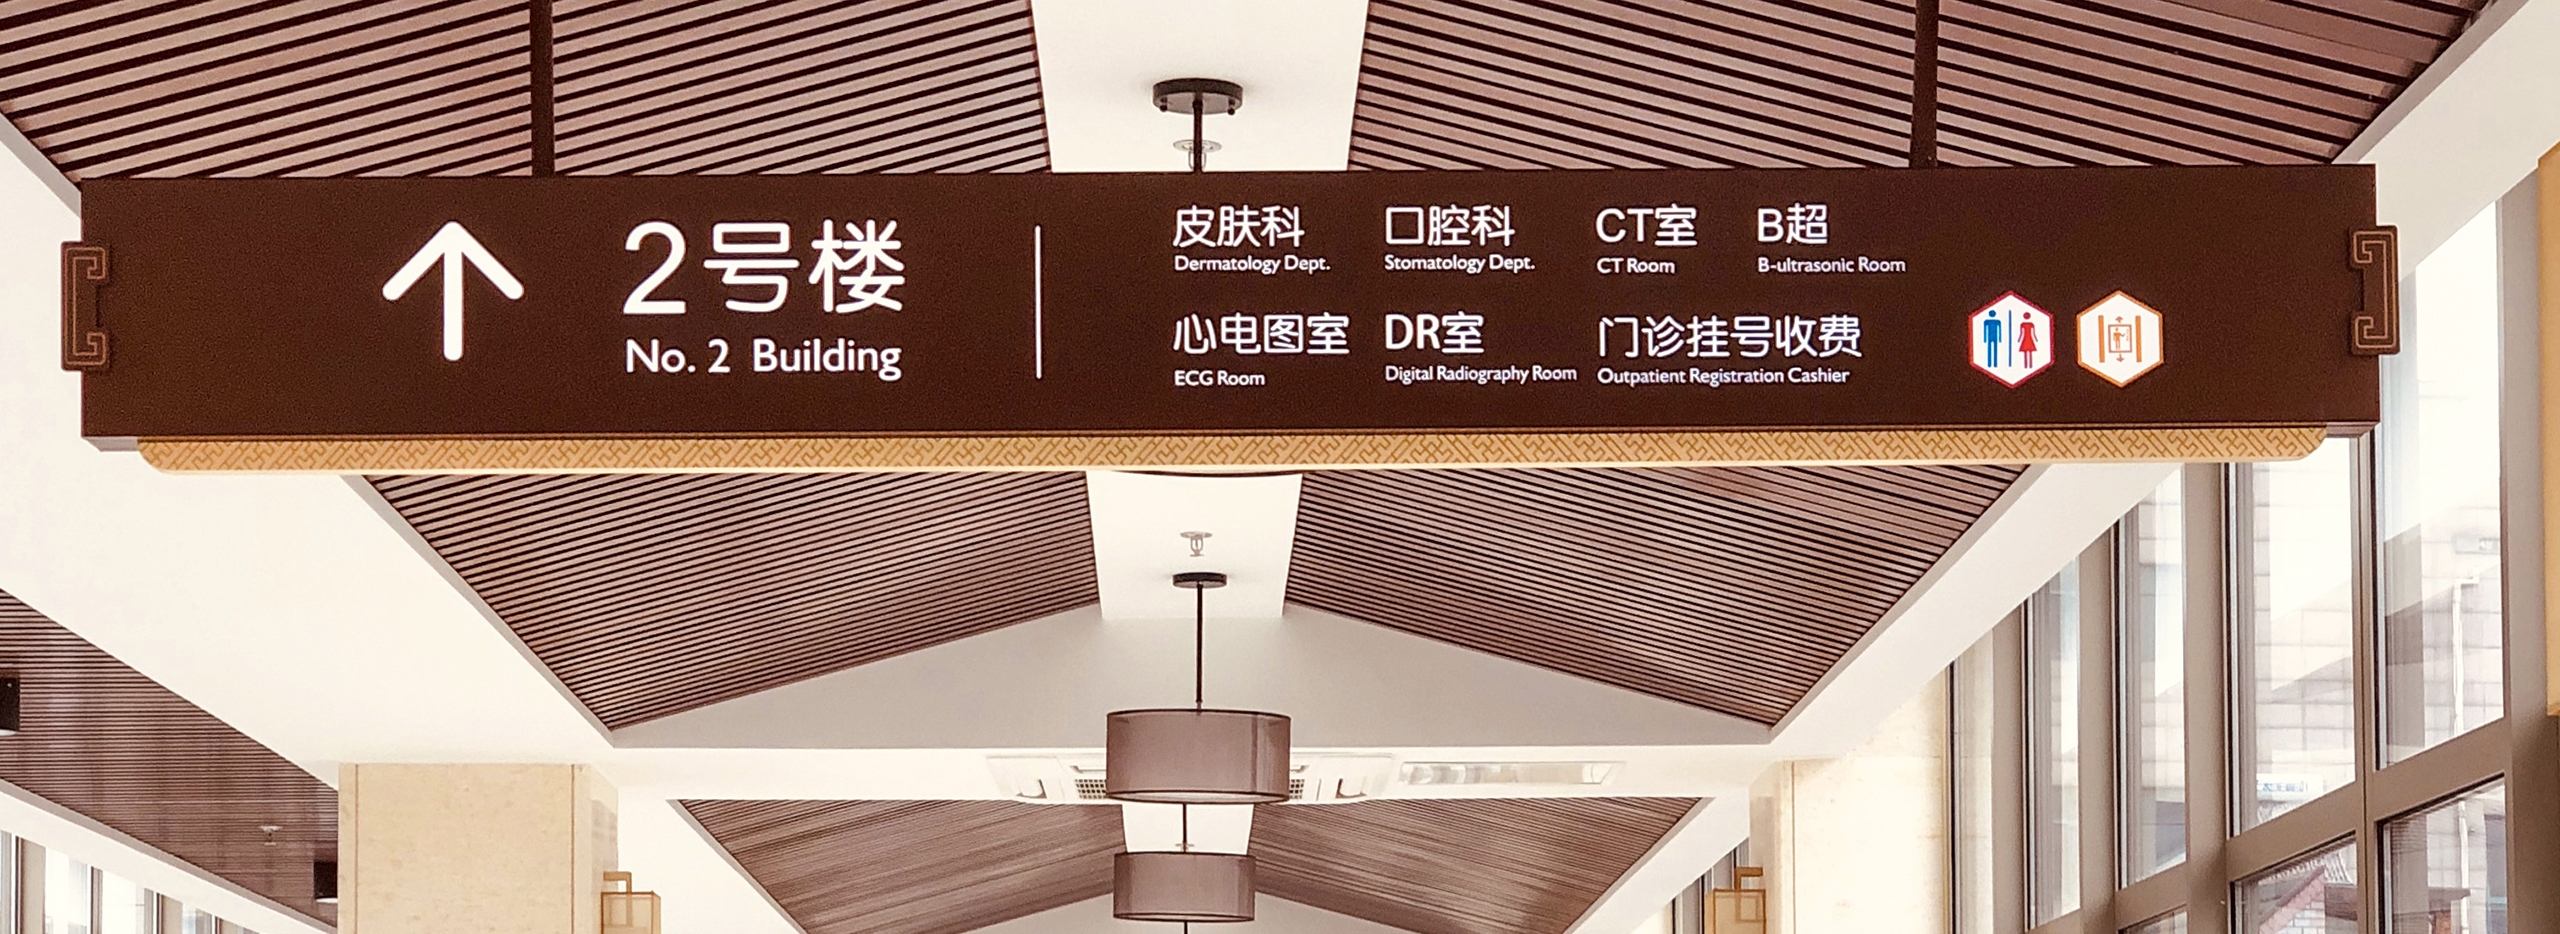 2号楼
No. 2 Building
皮肤科 口腔科 CT室 B超
Dermatology Dept. Stomatology Dept. CT Room B-ultrasonic Room
心电图室 DR室 门诊挂号收费
ECG Room Digital Radiography Room Outpatient Registration Cashier